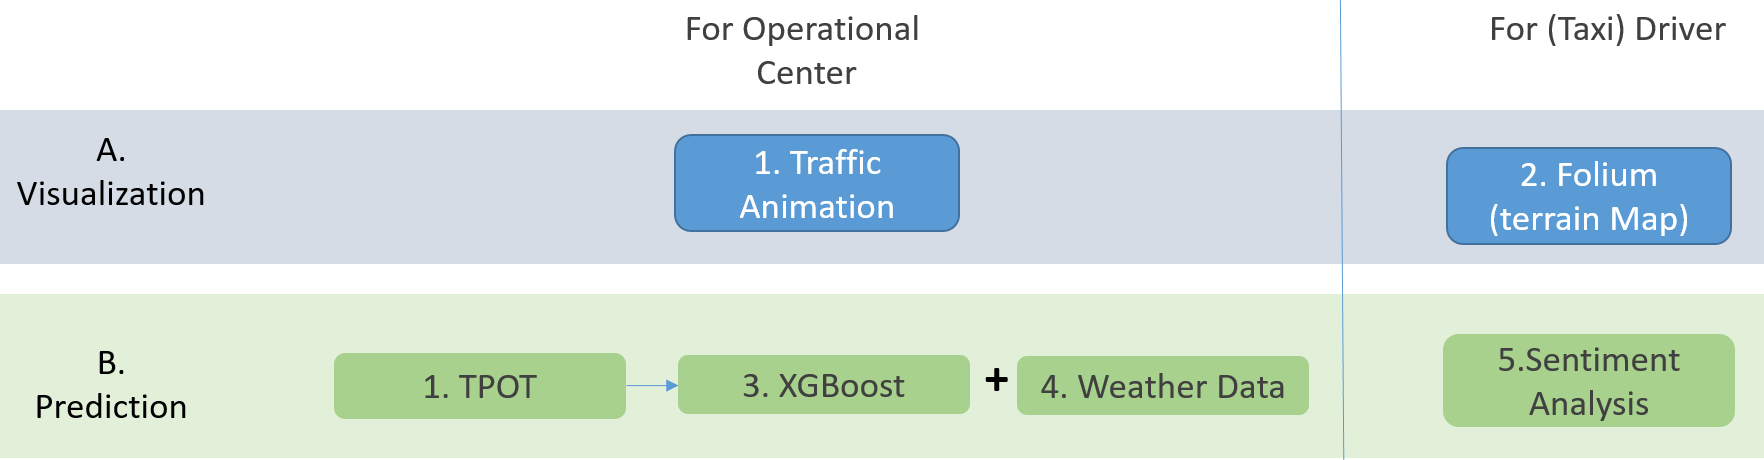 For Operational
Center
For (Taxi) Driver
A.
Visualization
1. Traffic
Animation
2. Folium
(terrain Map)
B.
Prediction
1. TPOT
3. XGBoost
+
4. Weather Data
5.Sentiment
Analysis